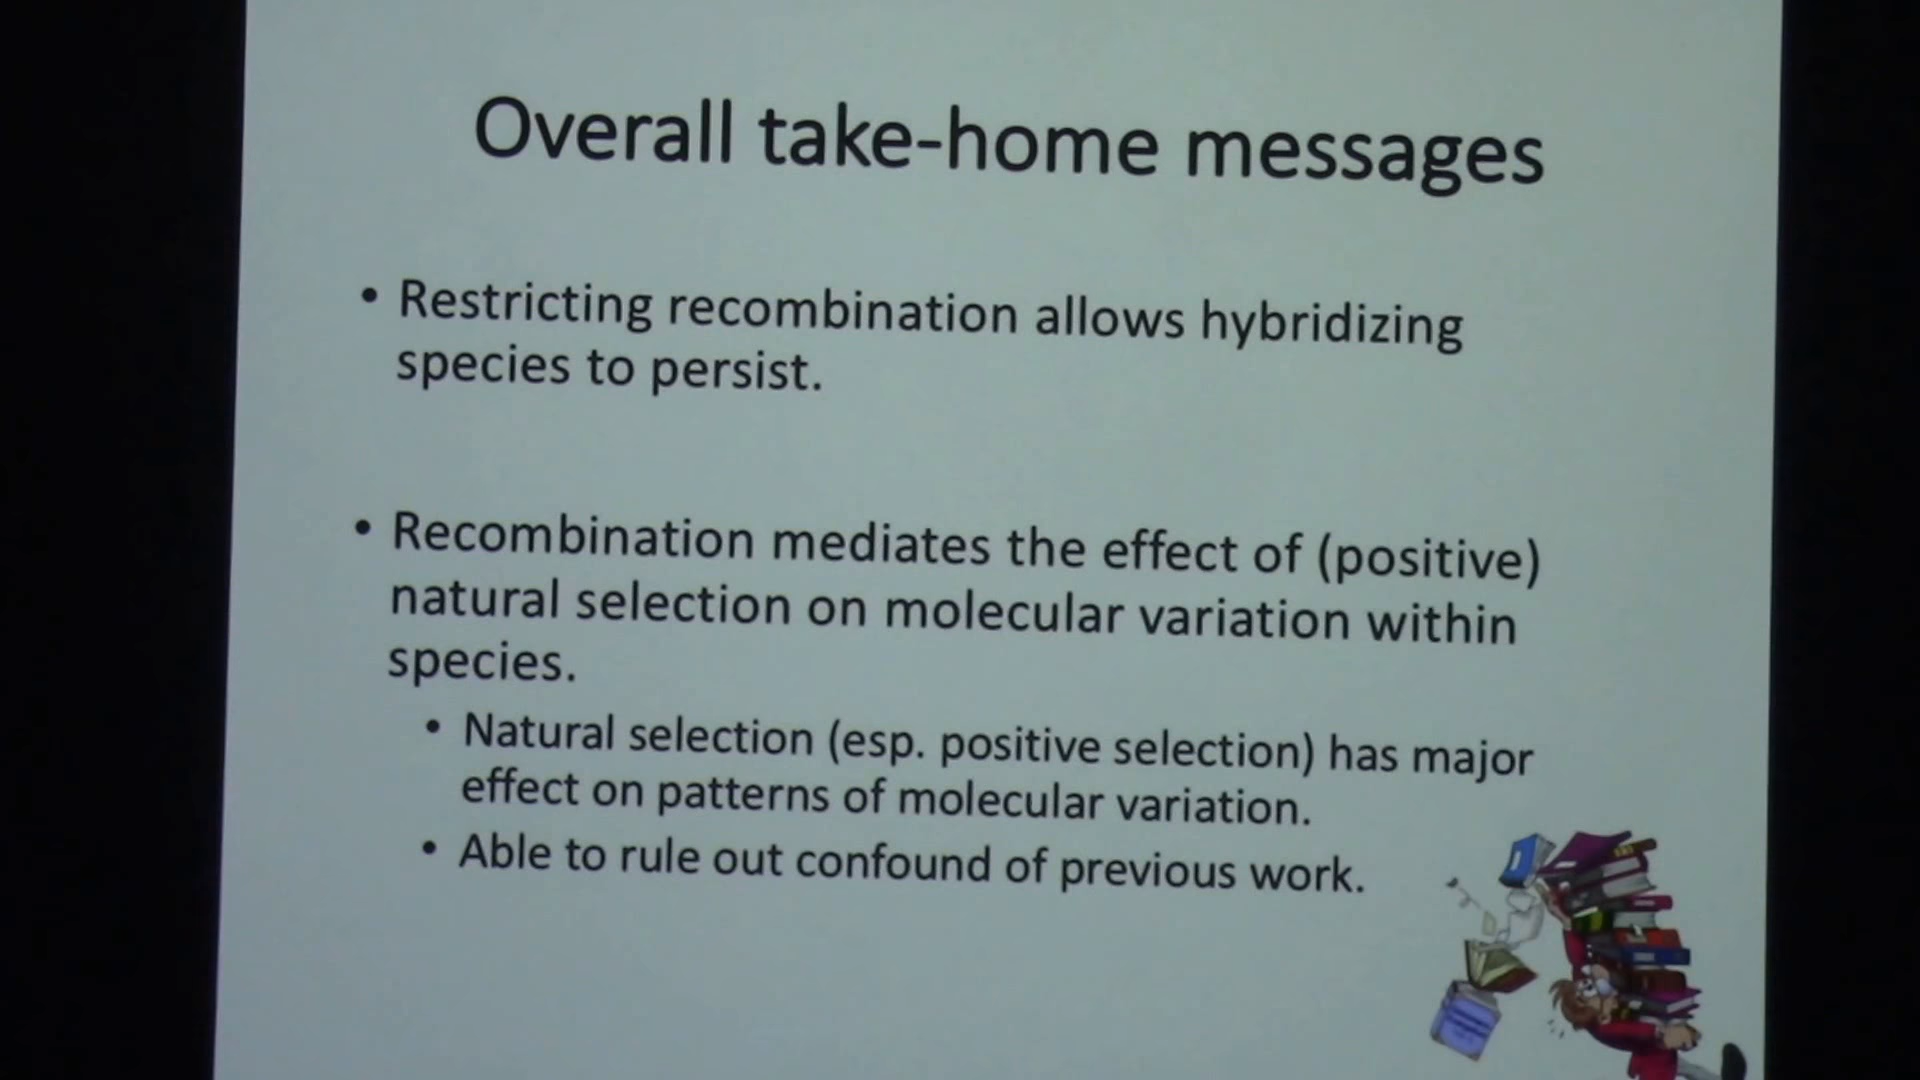 Overall take-home messages
• Restricting recombination allows hybridizing
species to persist.
• Recombination mediates the effect of (positive)
natural selection on molecular variation within
species.
• Natural selection (esp. positive selection) has major
effect on patterns of molecular variation.
• Able to rule out confound of previous work.